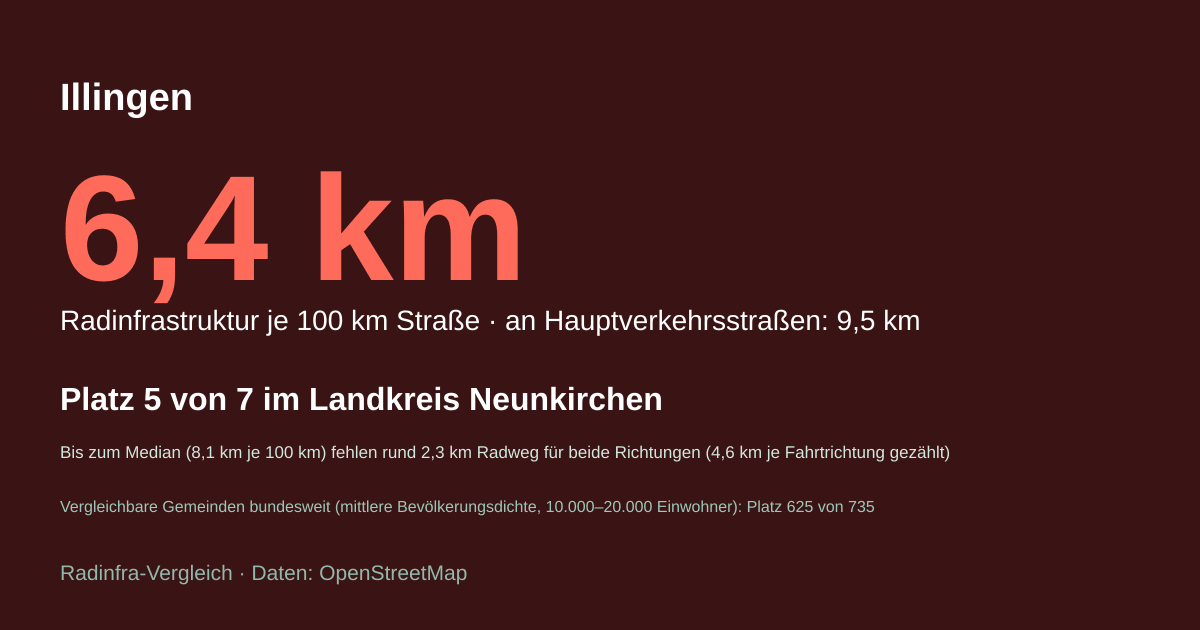 Illingen
6,4 km
Radinfrastruktur je 100 km Straße · an Hauptverkehrsstraßen: 9,5 km
Platz 5 von 7 im Landkreis Neunkirchen
Bis zum Median (8,1 km je 100 km) fehlen rund 2,3 km Radweg für beide Richtungen (4,6 km je Fahrtrichtung gezählt)
Vergleichbare Gemeinden bundesweit (mittlere Bevölkerungsdichte, 10.000–20.000 Einwohner): Platz 625 von 735
Radinfra-Vergleich · Daten: OpenStreetMap